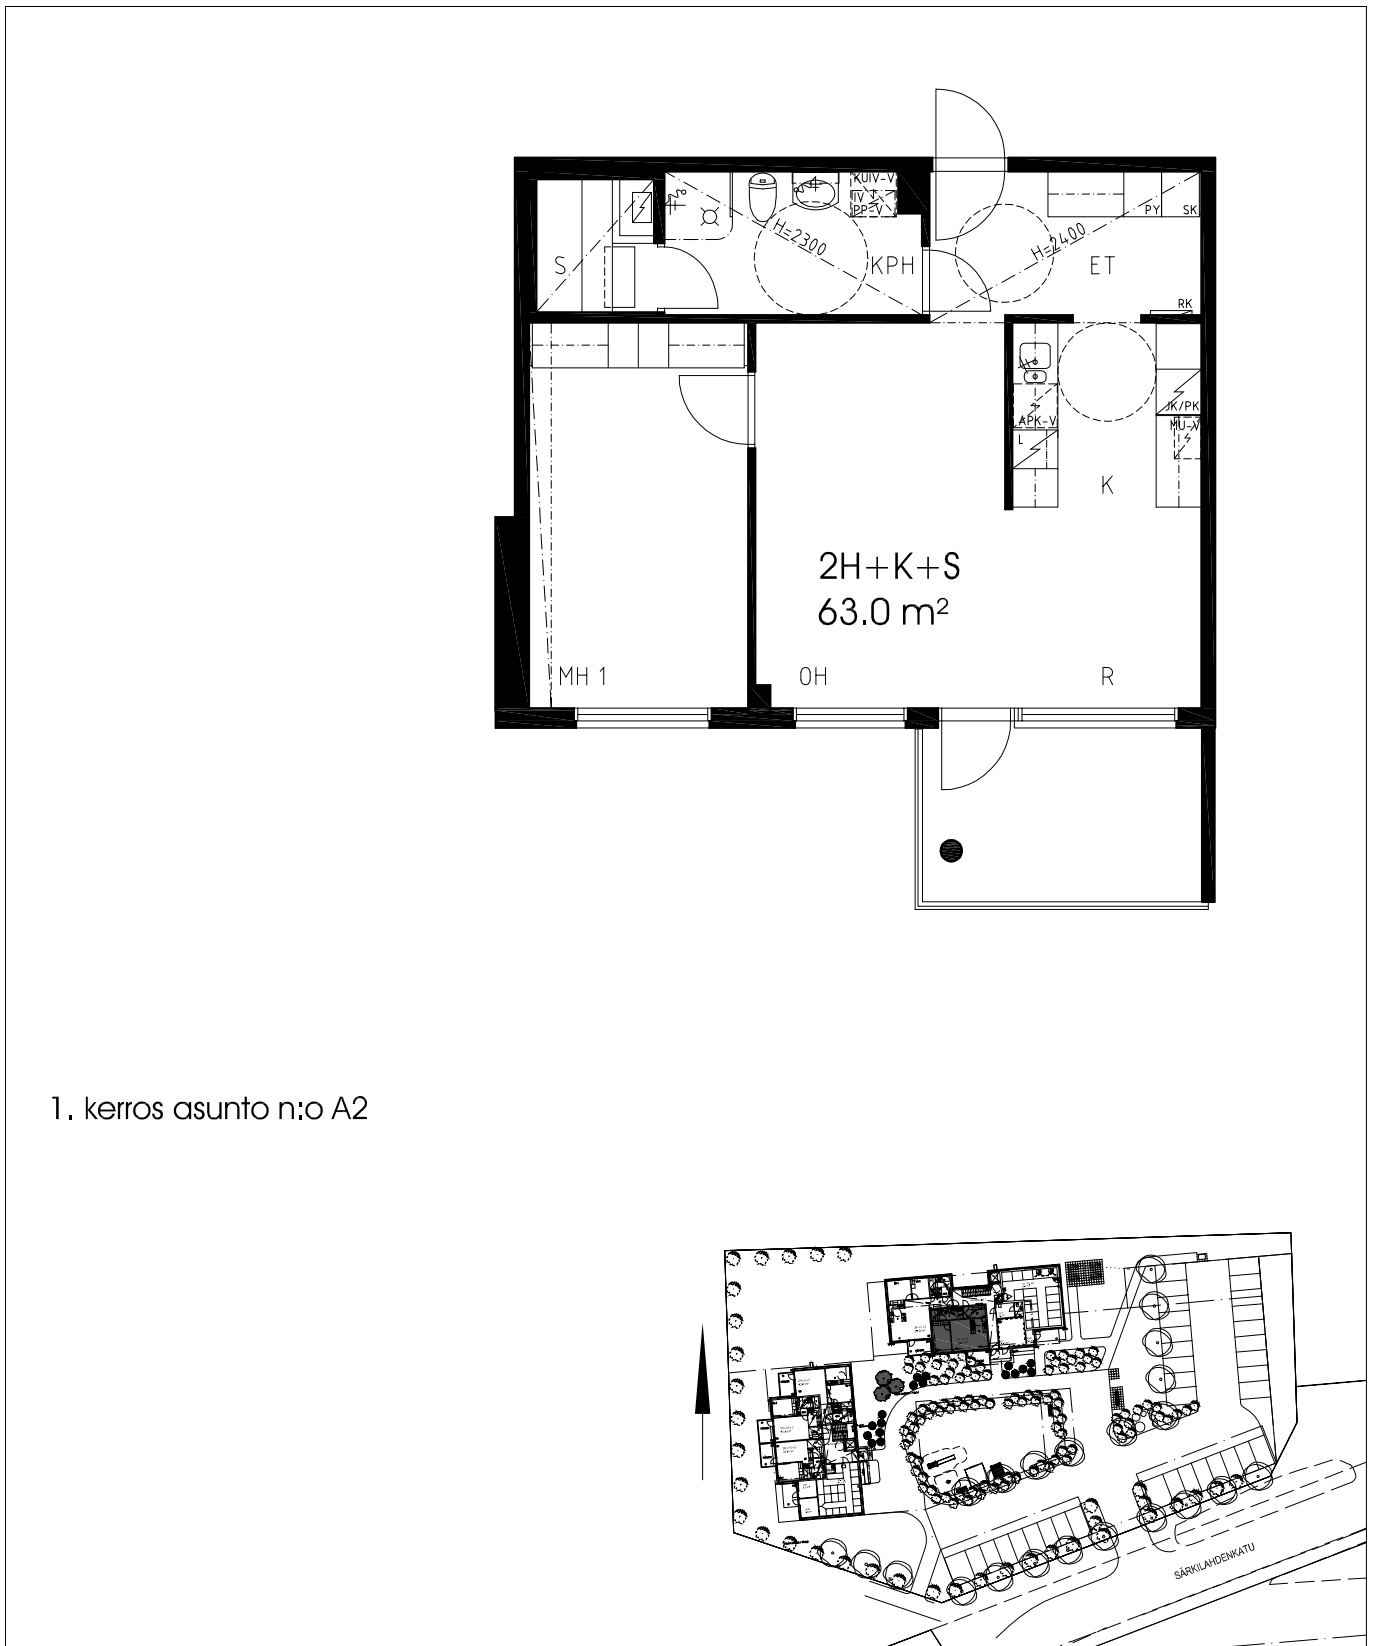 KUIV-V
IV
PP-V
H=2300
KPH
S
PY
SK
H=2400
ET
RK
APK-V
L
JK/PK
MU-V
K
2H+K+S
63.0 m²
MH 1
OH
R
1. kerros asunto n:o A2
SÄRKILAHDENKATU